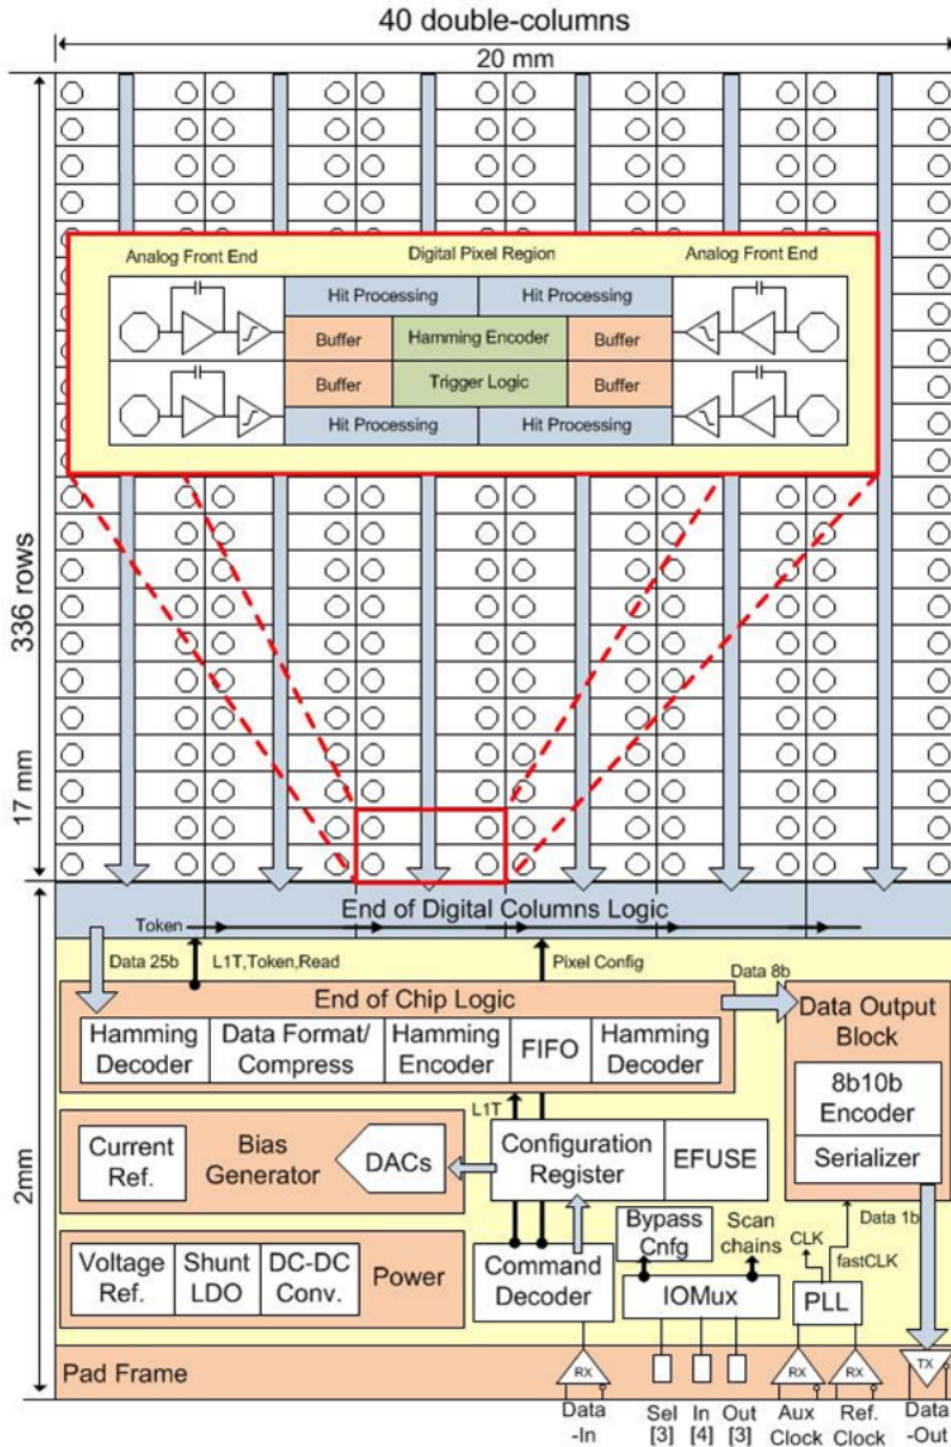 40 double-columns
20 mm
336 rows
17 mm
2mm
Analog Front End
Digital Pixel Region
Analog Front End
Hit Processing
Hit Processing
Buffer
Hamming Encoder
Buffer
Buffer
Trigger Logic
Buffer
Hit Processing
Hit Processing
End of Digital Columns Logic
Token
Data 25b
L1T,Token,Read
Pixel Config
Data 8b
End of Chip Logic
Hamming
Decoder
Data Format/
Compress
Hamming
Encoder
FIFO
Hamming
Decoder
Data Output
Block
8b10b
Encoder
Serializer
L1T
Current
Ref.
Bias
Generator
DACs
Configuration
Register
EFUSE
Data 1b
Voltage
Ref.
Shunt
LDO
DC-DC
Conv.
Power
Command
Decoder
Bypass
Cnfg
Scan
chains
IOMux
CLK
fastCLK
PLL
Pad Frame
RX
RX
RX
TX
Data
-In
Sel
[3]
In
[4]
Out
[3]
Aux
Clock
Ref.
Clock
Data
-Out